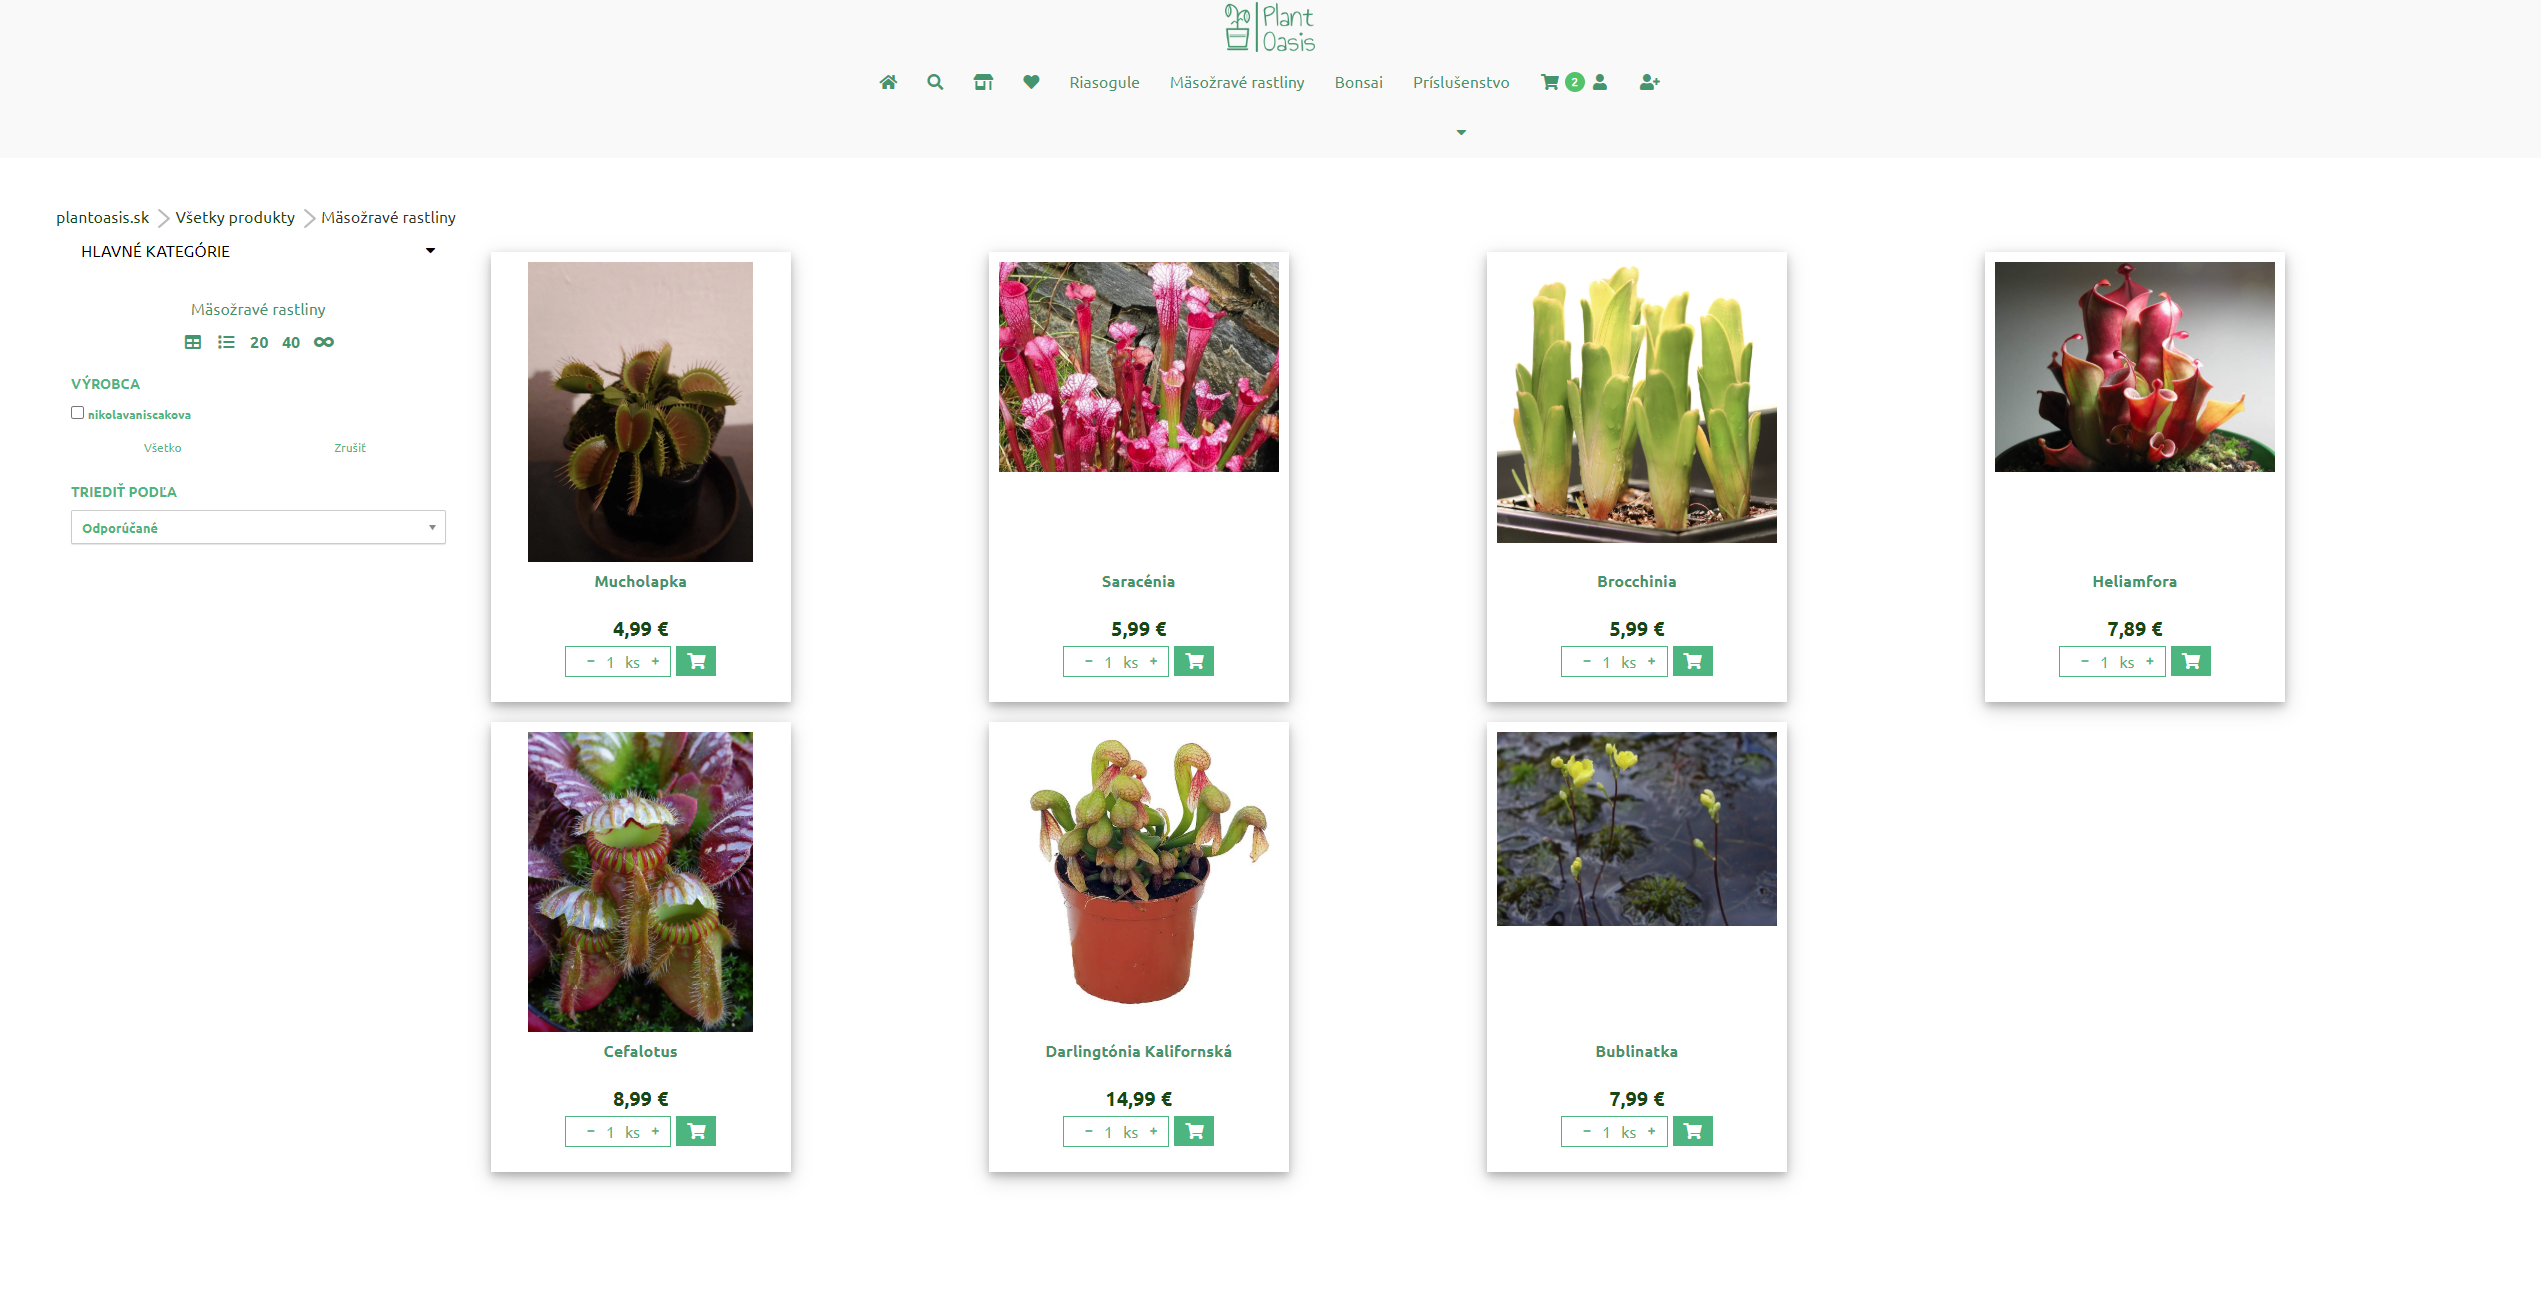 Plant
Oasis
Riasogule Mäsožravé rastliny Bonsai Príslušenstvo 2
plantoasis.sk Všetky produkty Mäsožravé rastliny
HLAVNÉ KATEGÓRIE
Mäsožravé rastliny
20 40
VÝROBCA
nikolavaniscakova
Všetko Zrušiť
TRIEDIŤ PODĽA
Odporúčané
Mucholapka Saracénia Brocchinia Heliamfora
4,99 € 5,99 € 5,99 € 7,89 €
- 1 ks + - 1 ks + - 1 ks + - 1 ks +
Cefalotus Darlingtónia Kalifornská Bublinatka
8,99 € 14,99 € 7,99 €
- 1 ks + - 1 ks + - 1 ks +